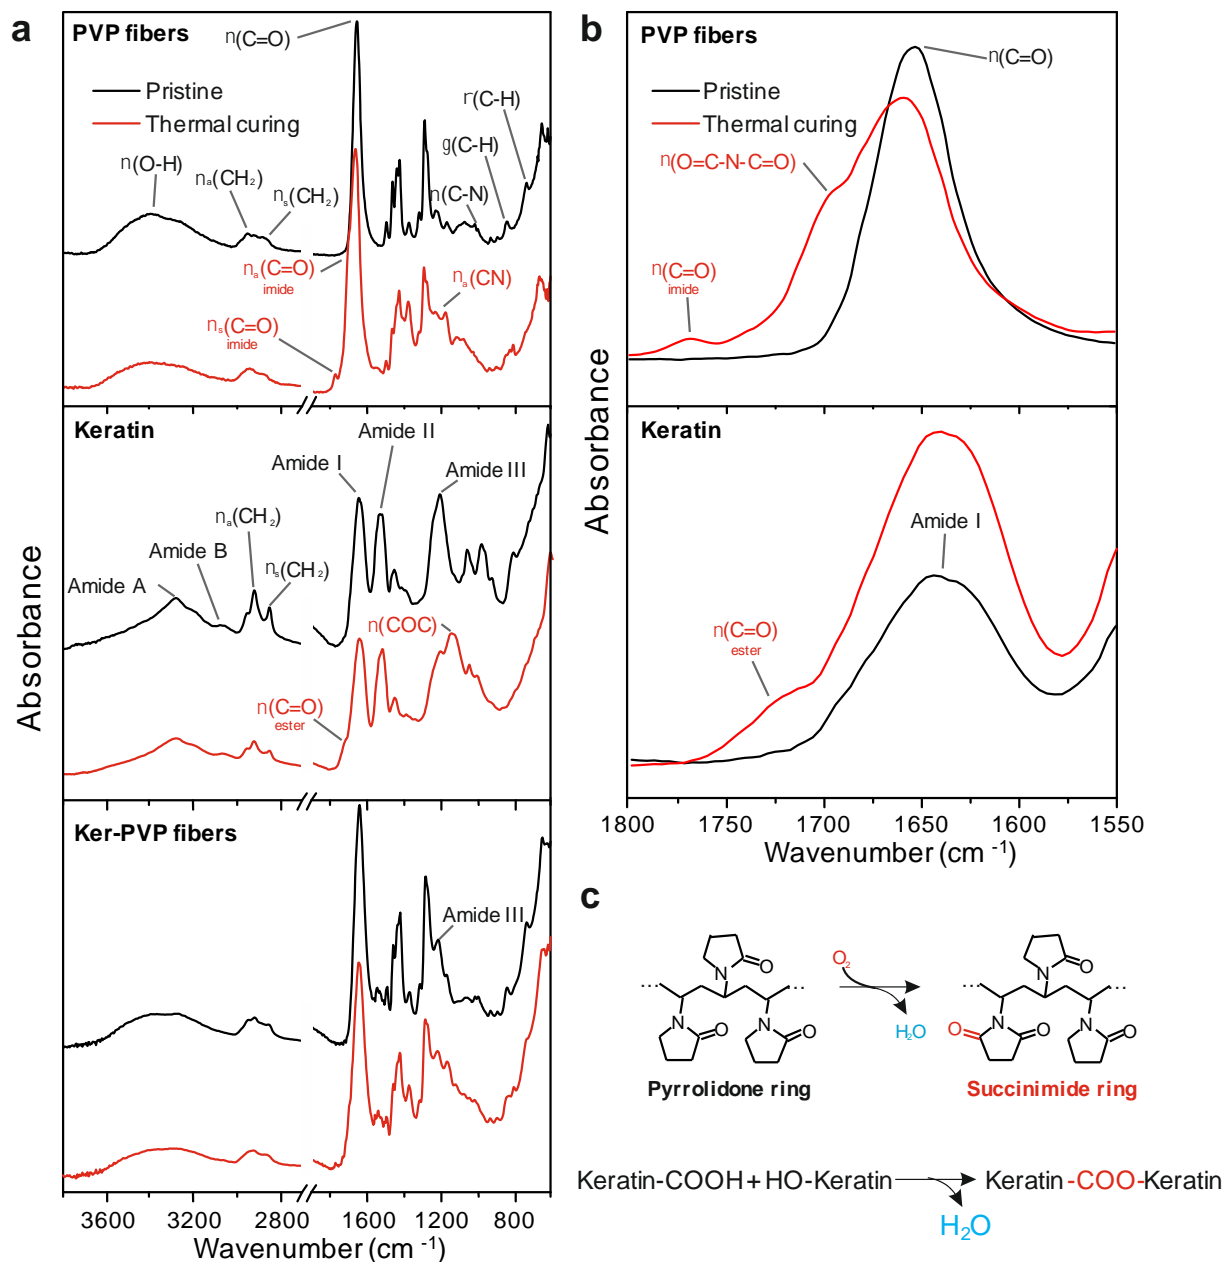 a
PVP fibers
n(C=O)
Pristine
Thermal curing
r(C-H)
g(C-H)
n(O-H)
nₐ(CH₂)
nₛ(CH₂)
n(C-N)
nₐ(C=O)
imide
nₐ(CN)
nₛ(C=O)
imide
Keratin
Amide II
Amide I
Amide III
nₐ(CH₂)
Amide B
nₛ(CH₂)
Amide A
n(COC)
n(C=O)
ester
Ker-PVP fibers
Amide III
Absorbance
3600 3200 2800 1600 1200 800
Wavenumber (cm⁻¹)
b
PVP fibers
n(C=O)
Pristine
Thermal curing
n(O=C-N-C=O)
n(C=O)
imide
Keratin
Amide I
n(C=O)
ester
Absorbance
1800 1750 1700 1650 1600 1550
Wavenumber (cm⁻¹)
c
N O
O₂
... ...
H₂O
N O N O
Pyrrolidone ring
N O
... ...
O N O N O
Succinimide ring
Keratin-COOH + HO-Keratin Keratin -COO-Keratin
H₂O